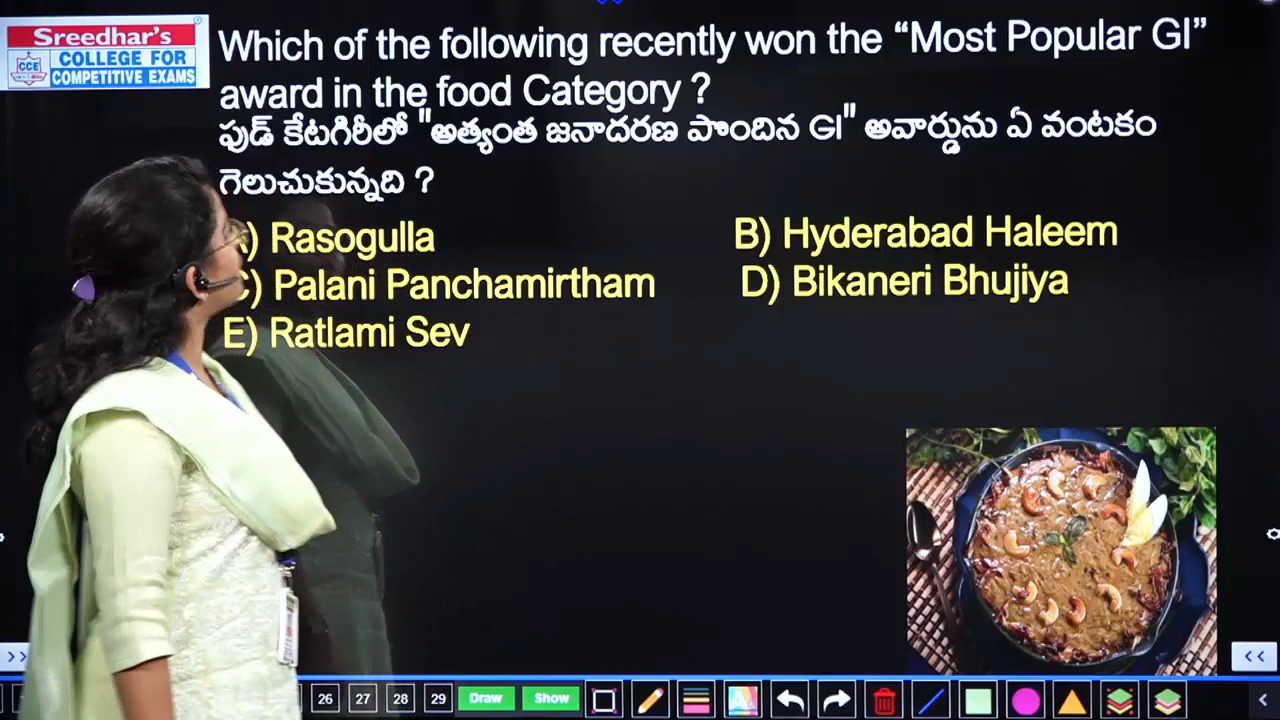 Sreedhar's
CCE
COLLEGE FOR
COMPETITIVE EXAMS
Which of the following recently won the “Most Popular GI”
award in the food Category ?
ఫుడ్ కేటగిరీలో "అత్యంత జనాదరణ పొందిన GI" అవార్డును ఏ వంటకం
గెలుచుకున్నది ?
) Rasogulla B) Hyderabad Haleem
) Palani Panchamirtham D) Bikaneri Bhujiya
E) Ratlami Sev
>> <<
26 27 28 29 Draw Show A <